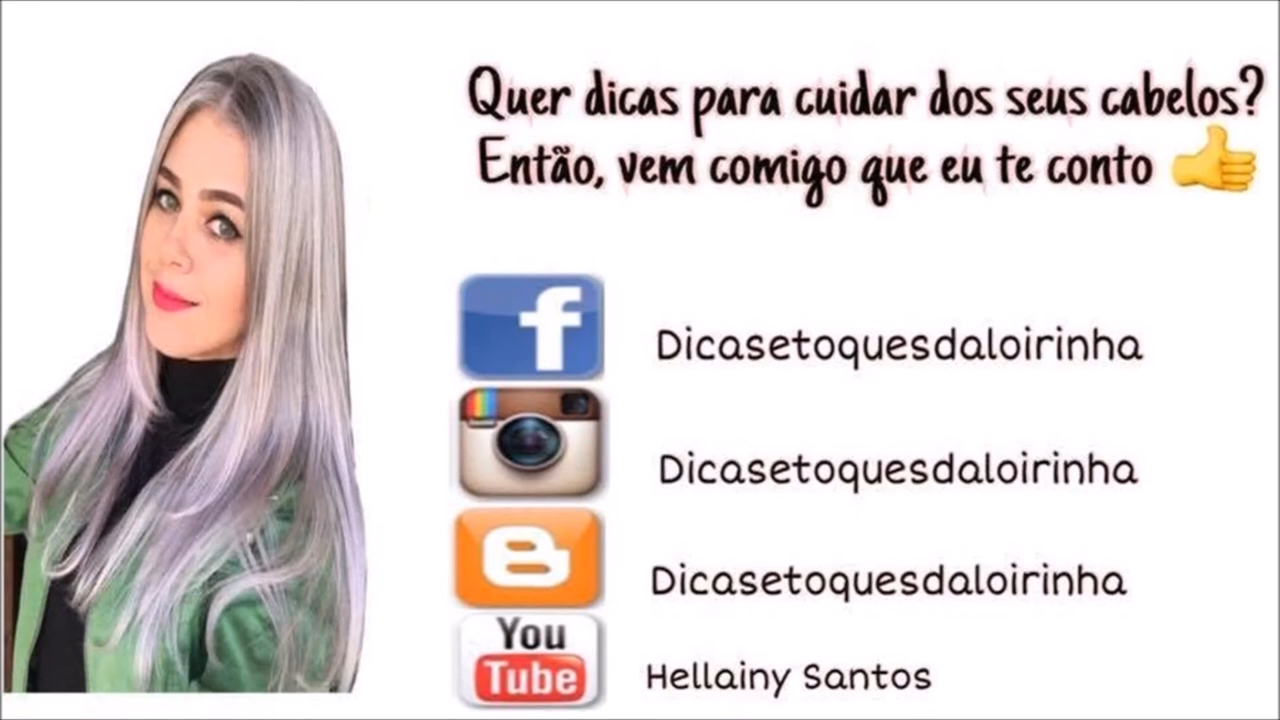 Quer dicas para cuidar dos seus cabelos?
Então, vem comigo que eu te conto
f
Dicasetoquesdaloirinha
Dicasetoquesdaloirinha
B
Dicasetoquesdaloirinha
You
Tube
Hellainy Santos